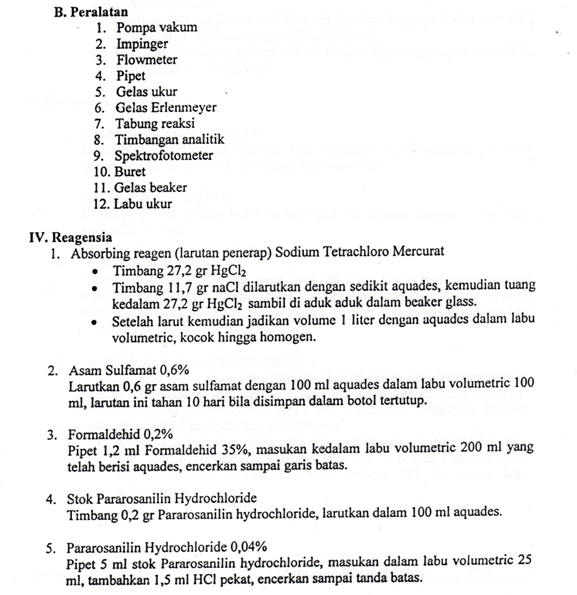 B. Peralatan
1. Pompa vakum
2. Impinger
3. Flowmeter
4. Pipet
5. Gelas ukur
6. Gelas Erlenmeyer
7. Tabung reaksi
8. Timbangan analitik
9. Spektrofotometer
10. Buret
11. Gelas beaker
12. Labu ukur
IV. Reagensia
1. Absorbing reagen (larutan penerap) Sodium Tetrachloro Mercurat
• Timbang 27,2 gr HgCl₂
• Timbang 11,7 gr naCl dilarutkan dengan sedikit aquades, kemudian tuang
kedalam 27,2 gr HgCl₂ sambil di aduk aduk dalam beaker glass.
• Setelah larut kemudian jadikan volume 1 liter dengan aquades dalam labu
volumetric, kocok hingga homogen.
2. Asam Sulfamat 0,6%
Larutkan 0,6 gr asam sulfamat dengan 100 ml aquades dalam labu volumetric 100
ml, larutan ini tahan 10 hari bila disimpan dalam botol tertutup.
3. Formaldehid 0,2%
Pipet 1,2 ml Formaldehid 35%, masukan kedalam labu volumetric 200 ml yang
telah berisi aquades, encerkan sampai garis batas.
4. Stok Pararosanilin Hydrochloride
Timbang 0,2 gr Pararosanilin hydrochloride, larutkan dalam 100 ml aquades.
5. Pararosanilin Hydrochloride 0,04%
Pipet 5 ml stok Pararosanilin hydrochloride, masukan dalam labu volumetric 25
ml, tambahkan 1,5 ml HCl pekat, encerkan sampai tanda batas.